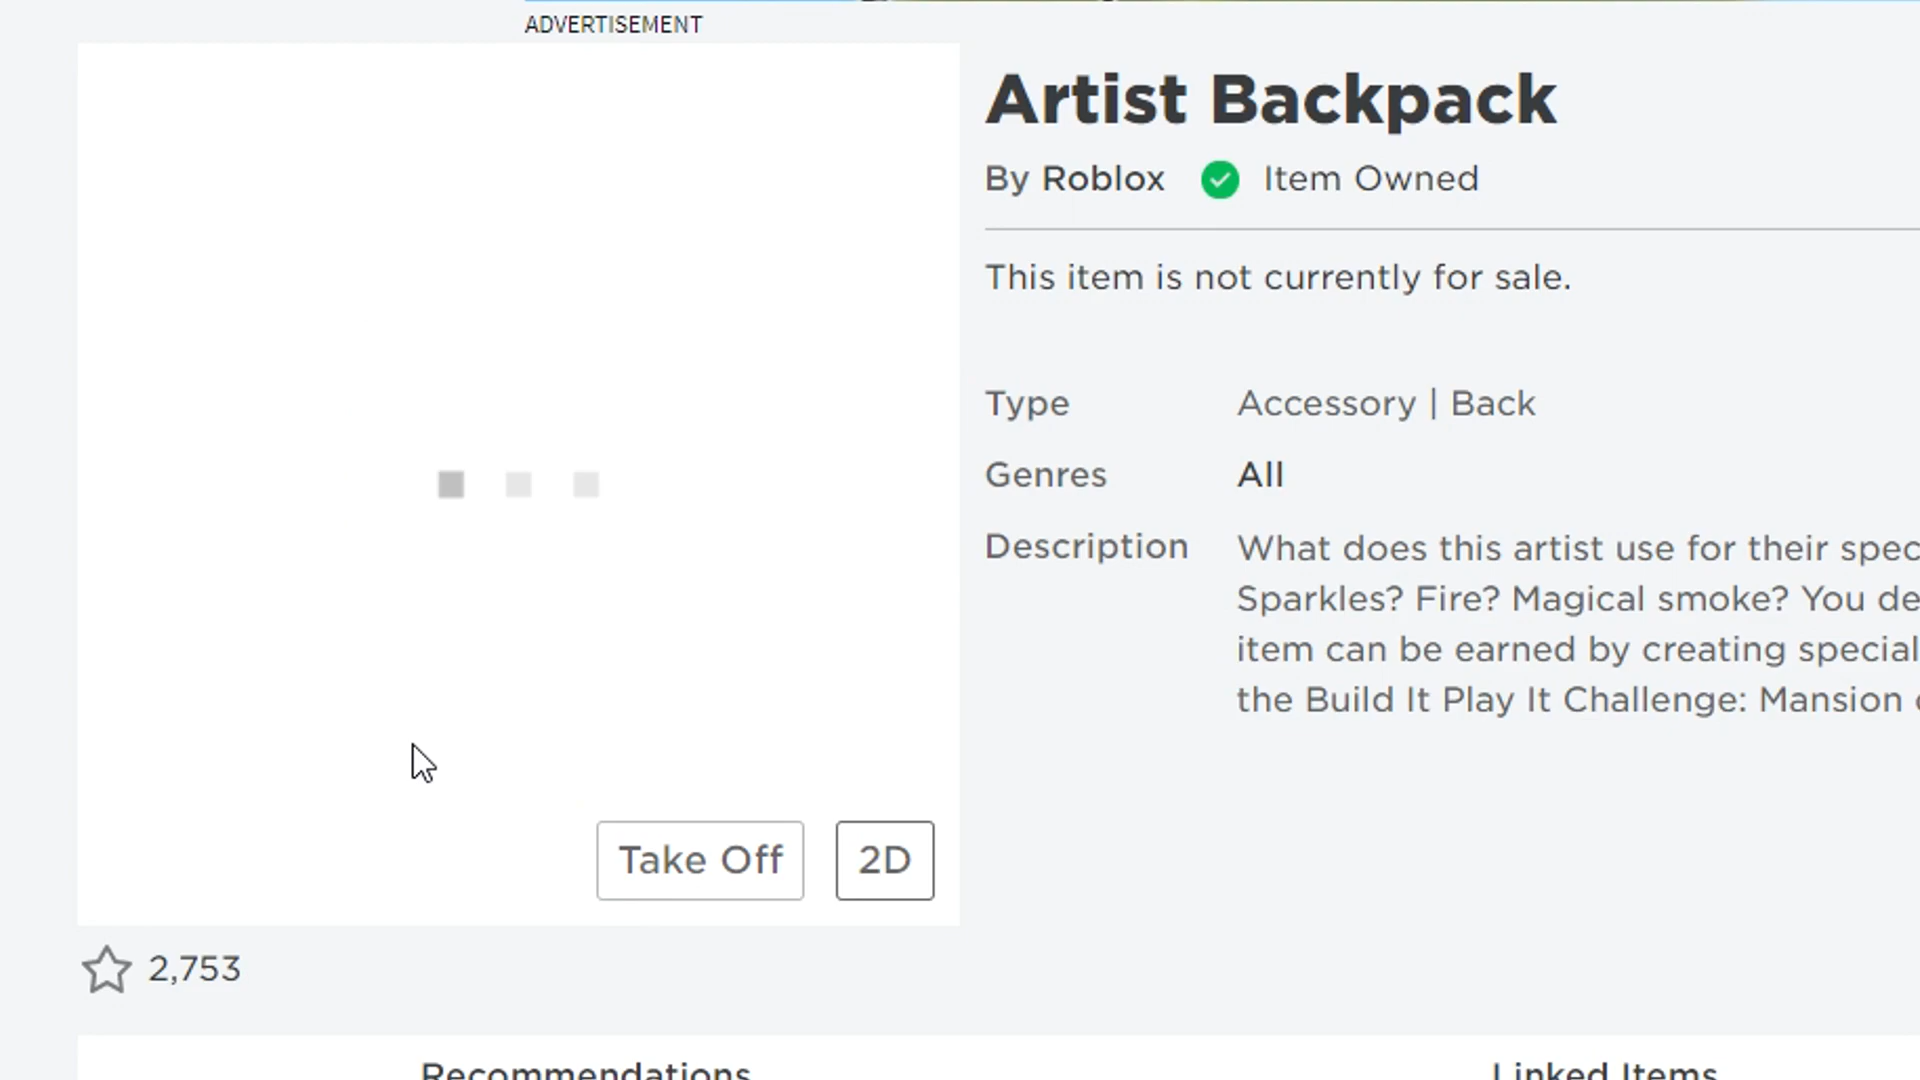 ADVERTISEMENT
Artist Backpack
By Roblox Item Owned
This item is not currently for sale.
Type Accessory | Back
Genres All
Description What does this artist use for their spec
Sparkles? Fire? Magical smoke? You de
item can be earned by creating special
the Build It Play It Challenge: Mansion
Take Off 2D
2,753
Recommendations Linked Items